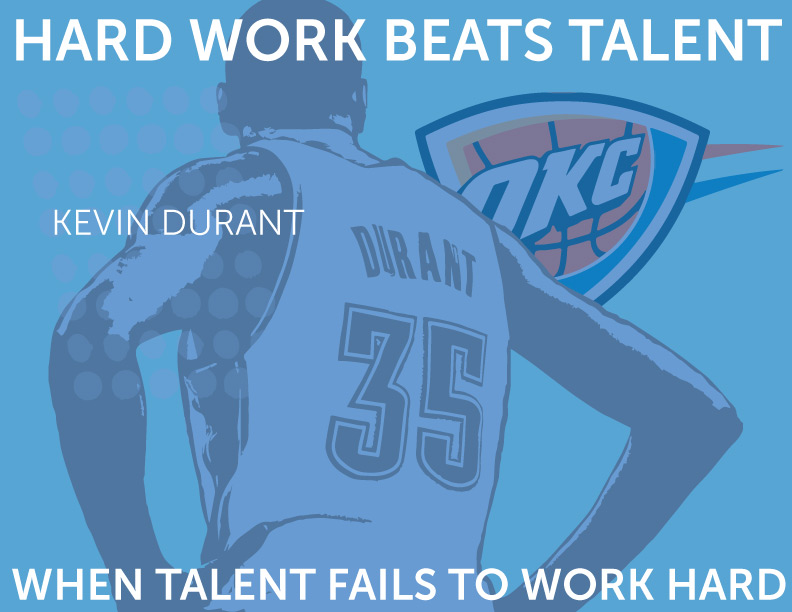 HARD WORK BEATS TALENT
OKC
KEVIN DURANT
DURANT
35
WHEN TALENT FAILS TO WORK HARD